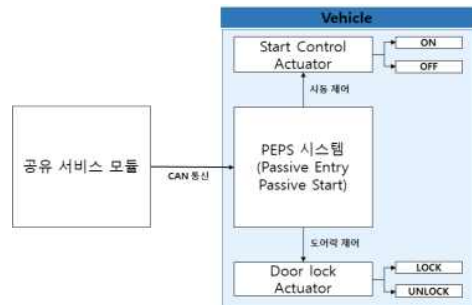 Vehicle
Start Control
Actuator
ON
OFF
시동 제어
공유 서비스 모듈
CAN 통신
PEPS 시스템
(Passive Entry
Passive Start)
도어락 제어
Door lock
Actuator
LOCK
UNLOCK